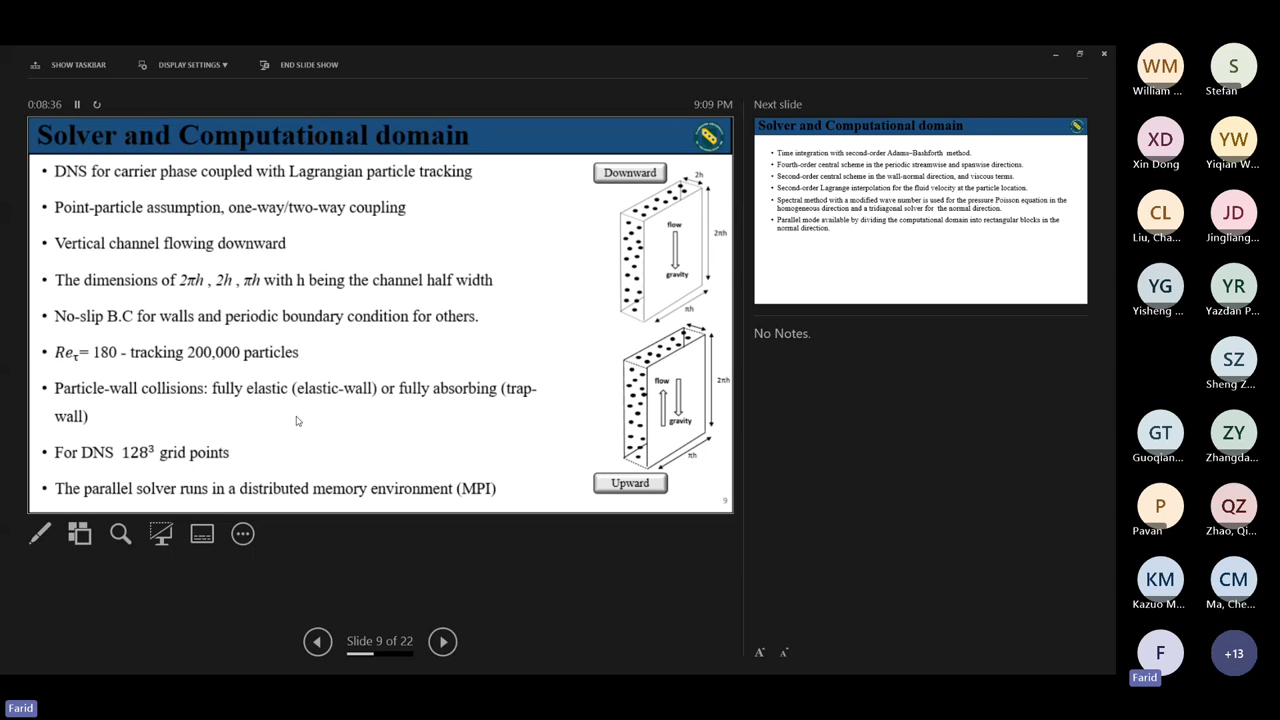 SHOW TASKBAR
DISPLAY SETTINGS ▼
END SLIDE SHOW
0:08:36
9:09 PM
Solver and Computational domain
• DNS for carrier phase coupled with Lagrangian particle tracking
• Point-particle assumption, one-way/two-way coupling
• Vertical channel flowing downward
• The dimensions of 2πh , 2h , πh with h being the channel half width
• No-slip B.C for walls and periodic boundary condition for others.
• Reτ= 180 - tracking 200,000 particles
• Particle-wall collisions: fully elastic (elastic-wall) or fully absorbing (trap-
wall)
• For DNS 128³ grid points
• The parallel solver runs in a distributed memory environment (MPI)
Downward
2h
flow
2πh
gravity
πh
flow
2πh
gravity
πh
Upward
9
Slide 9 of 22
Next slide
Solver and Computational domain
• Time integration with second-order Adams–Bashforth method.
• Fourth-order central scheme in the periodic streamwise and spanwise directions.
• Second-order central scheme in the wall-normal direction, and viscous terms.
• Second-order Lagrange interpolation for the fluid velocity at the particle location.
• Spectral method with a modified wave number is used for the pressure Poisson equation in the
homogeneous direction and a tridiagonal solver for the normal direction.
• Parallel mode available by dividing the computational domain into rectangular blocks in the
normal direction.
No Notes.
A
A
WM
William ...
S
Stefan
XD
Xin Dong
YW
Yiqian W...
CL
Liu, Cha...
JD
Jingliang...
YG
Yisheng ...
YR
Yazdan P...
SZ
Sheng Z...
GT
Guoqian...
ZY
Zhangda...
P
Pavan
QZ
Zhao, Qi...
KM
Kazuo M...
CM
Ma, Che...
F
Farid
+13
Farid